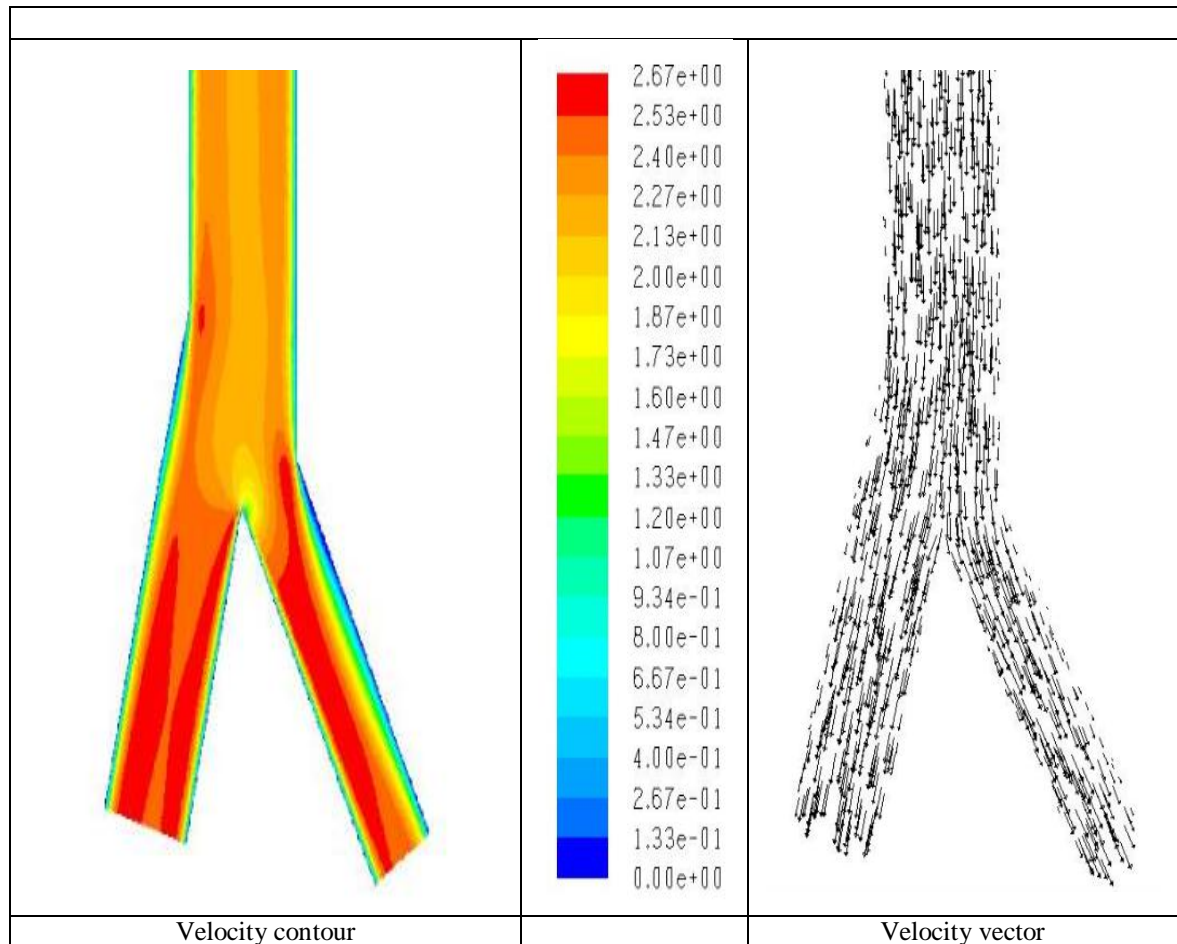 2.67e+00
2.53e+00
2.40e+00
2.27e+00
2.13e+00
2.00e+00
1.87e+00
1.73e+00
1.60e+00
1.47e+00
1.33e+00
1.20e+00
1.07e+00
9.34e-01
8.00e-01
6.67e-01
5.34e-01
4.00e-01
2.67e-01
1.33e-01
0.00e+00
Velocity contour
Velocity vector